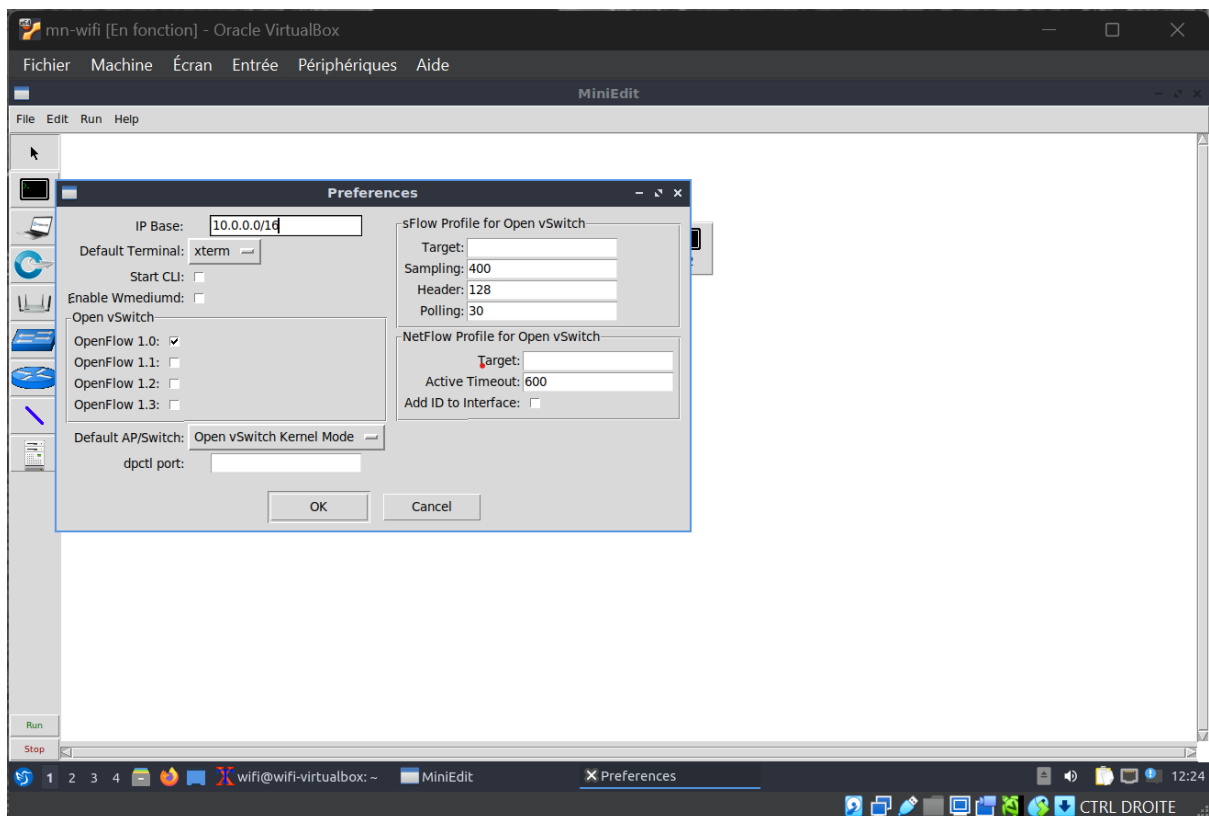 mn-wifi [En fonction] - Oracle VirtualBox
Fichier Machine Écran Entrée Périphériques Aide
MiniEdit
File Edit Run Help
Preferences
IP Base: 10.0.0.0/16
Default Terminal: xterm
Start CLI:
Enable Wmediumd:
Open vSwitch
OpenFlow 1.0:
OpenFlow 1.1:
OpenFlow 1.2:
OpenFlow 1.3:
Default AP/Switch: Open vSwitch Kernel Mode
dpctl port:
sFlow Profile for Open vSwitch
Target:
Sampling: 400
Header: 128
Polling: 30
NetFlow Profile for Open vSwitch
Target:
Active Timeout: 600
Add ID to Interface:
OK Cancel
Run
Stop
1 2 3 4 wifi@wifi-virtualbox: ~ MiniEdit Preferences 12:24
CTRL DROITE